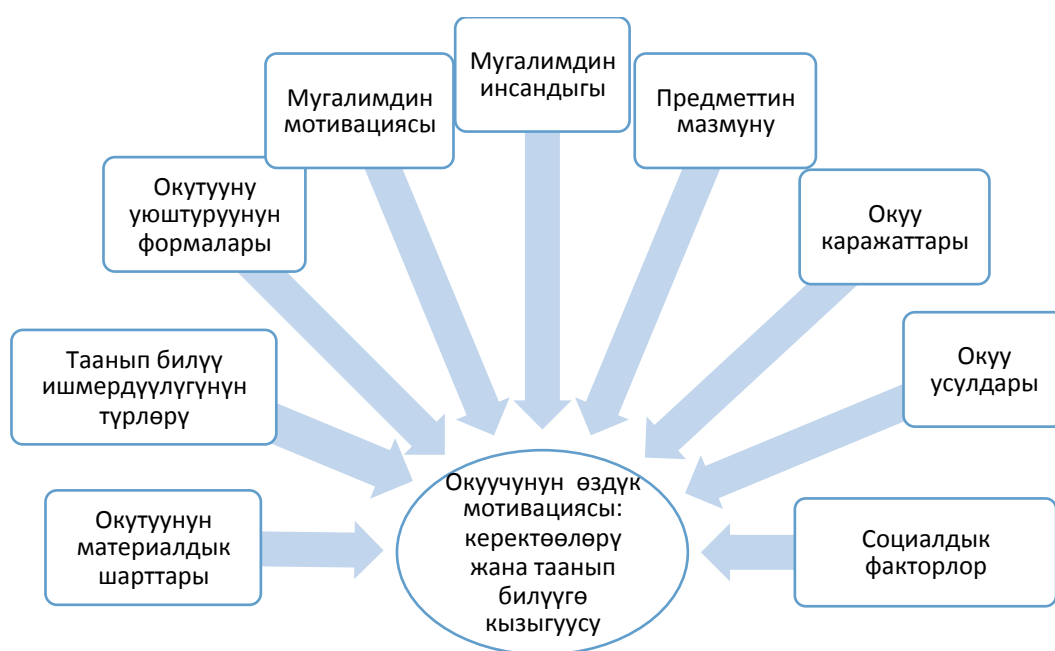 Мугалимдин
инсандыгы
Мугалимдин
мотивациясы
Предметтин
мазмуну
Окутууну
уюштуруунун
формалары
Окуу
каражаттары
Таанып билүү
ишмердүүлүгүнүн
түрлөрү
Окуу
усулдары
Окутуунун
материалдык
шарттары
Социалдык
факторлор
Окуучунун өздүк
мотивациясы:
керектөөлөрү
жана таанып
билүүгө
кызыгуусу